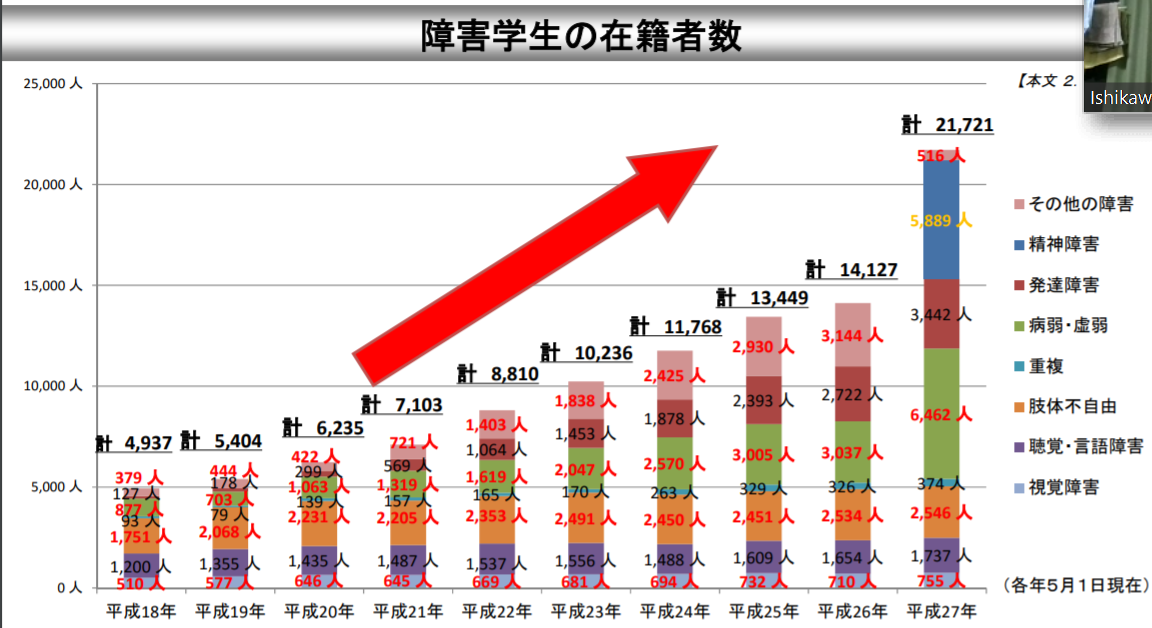 障害学生の在籍者数
【本文 2.
Ishikaw
25,000 人
20,000 人
15,000 人
10,000 人
5,000 人
0 人
計 4,937
379 人
127 人
877 人
93 人
1,751 人
1,200 人
510 人
平成18年
計 5,404
444 人
178 人
703 人
79 人
2,068 人
1,355 人
577 人
平成19年
計 6,235
422 人
299 人
1,063 人
139 人
2,231 人
1,435 人
646 人
平成20年
計 7,103
721 人
569 人
1,319 人
157 人
2,205 人
1,487 人
645 人
平成21年
計 8,810
1,403 人
1,064 人
1,619 人
165 人
2,353 人
1,537 人
669 人
平成22年
計 10,236
1,838 人
1,453 人
2,047 人
170 人
2,491 人
1,556 人
681 人
平成23年
計 11,768
2,425 人
1,878 人
2,570 人
263 人
2,450 人
1,488 人
694 人
平成24年
計 13,449
2,930 人
2,393 人
3,005 人
329 人
2,451 人
1,609 人
732 人
平成25年
計 14,127
3,144 人
2,722 人
3,037 人
326 人
2,534 人
1,654 人
710 人
平成26年
計 21,721
516 人
5,889 人
3,442 人
6,462 人
374 人
2,546 人
1,737 人
755 人
平成27年
その他の障害
精神障害
発達障害
病弱・虚弱
重複
肢体不自由
聴覚・言語障害
視覚障害
（各年5月1日現在）